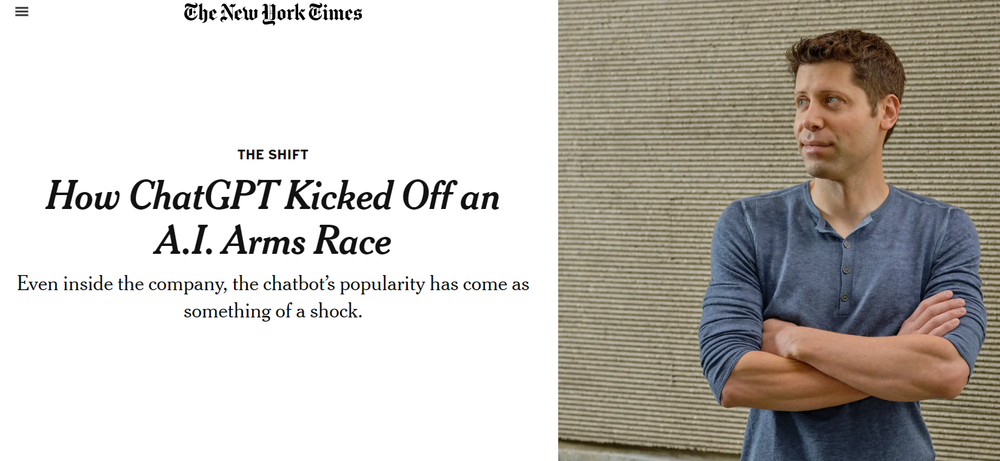 The New York Times
THE SHIFT
How ChatGPT Kicked Off an
A.I. Arms Race
Even inside the company, the chatbot’s popularity has come as
something of a shock.